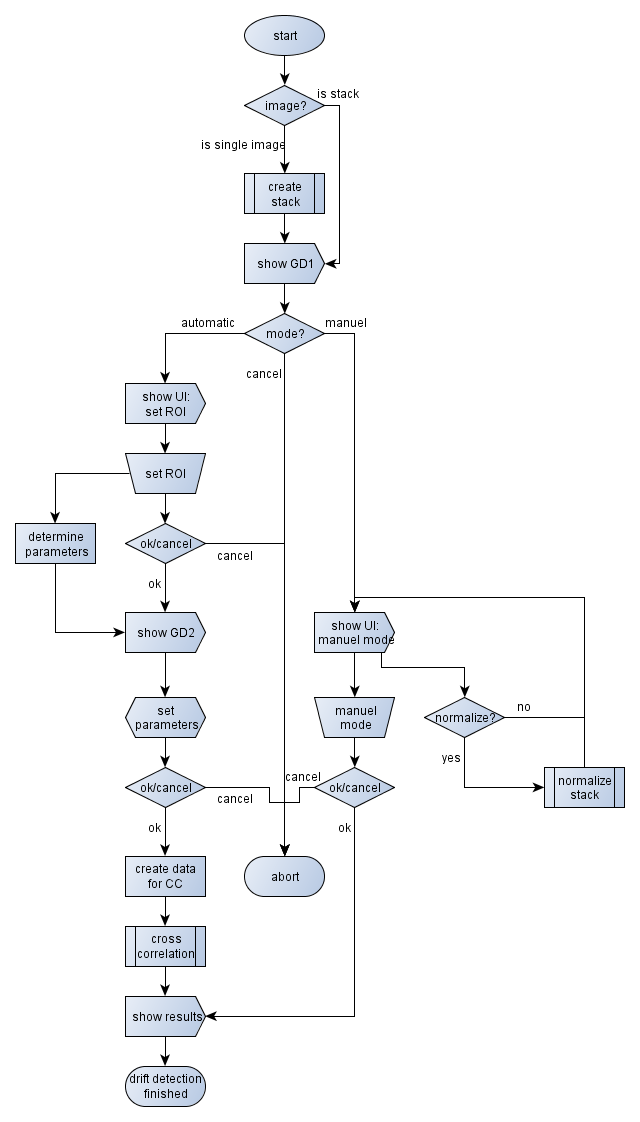 start
image?
is stack
is single image
create
stack
show GD1
mode?
automatic
manuel
cancel
show UI:
set ROI
set ROI
determine
parameters
ok/cancel
cancel
ok
show GD2
show UI:
manuel mode
set
parameters
manuel
mode
normalize?
no
yes
ok/cancel
cancel
cancel
ok/cancel
normalize
stack
ok
ok
create data
for CC
abort
cross
correlation
show results
drift detection
finished